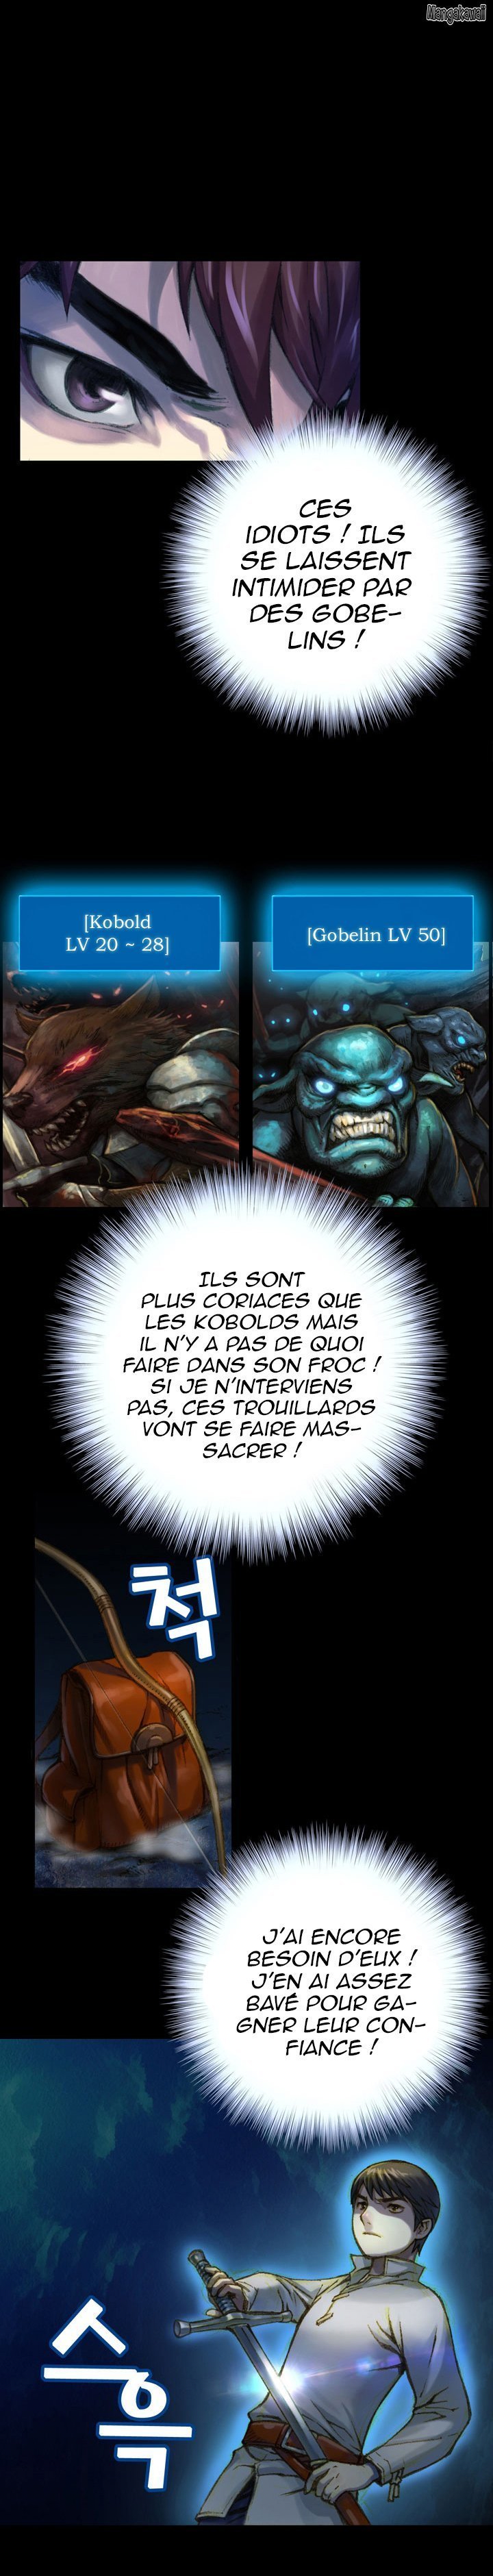 Mangakawaii
CES
IDIOTS ! ILS
SE LAISSENT
INTIMIDER PAR
DES GOBE-
LINS !
[Kobold
LV 20 ~ 28]
[Gobelin LV 50]
ILS SONT
PLUS CORIACES QUE
LES KOBOLDS MAIS
IL N'Y A PAS DE QUOI
FAIRE DANS SON FROC !
SI JE N'INTERVIENS
PAS, CES TROUILLARDS
VONT SE FAIRE MAS-
SACRER !
척
J'AI ENCORE
BESOIN D'EUX !
J'EN AI ASSEZ
BAVÉ POUR GA-
GNER LEUR CON-
FIANCE !
스윽